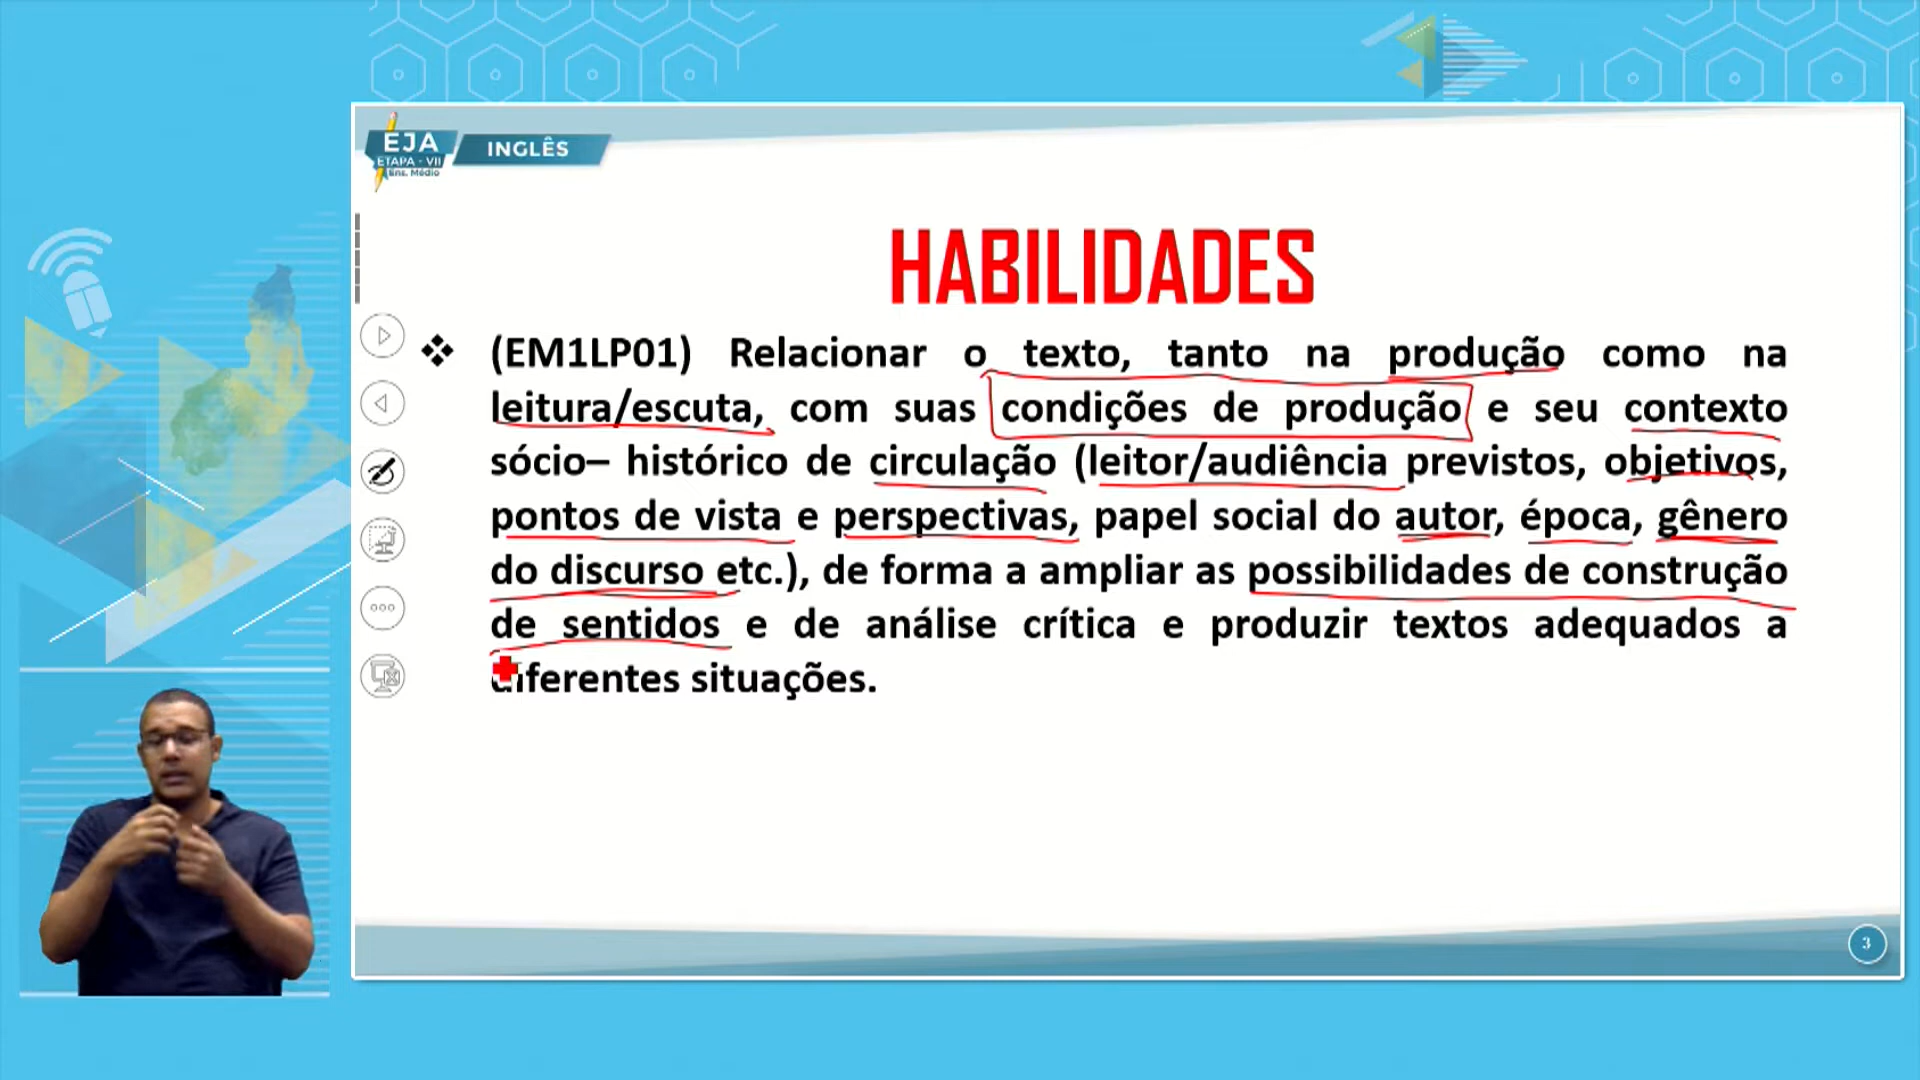 EJA
ETAPA - VII
Ens. Médio
INGLÊS
HABILIDADES
(EM1LP01) Relacionar o texto, tanto na produção como na
leitura/escuta, com suas condições de produção e seu contexto
sócio– histórico de circulação (leitor/audiência previstos, objetivos,
pontos de vista e perspectivas, papel social do autor, época, gênero
do discurso etc.), de forma a ampliar as possibilidades de construção
de sentidos e de análise crítica e produzir textos adequados a
diferentes situações.
3